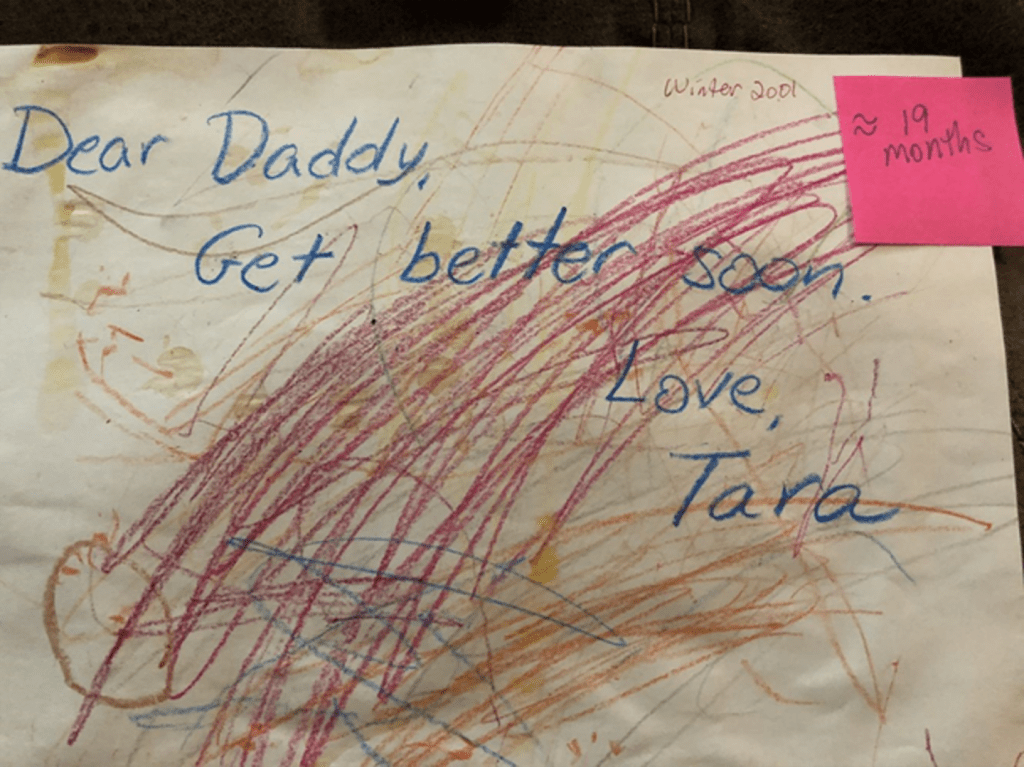 Winter 2001
≈ 19
months
Dear Daddy,
Get better soon.
Love,
Tara